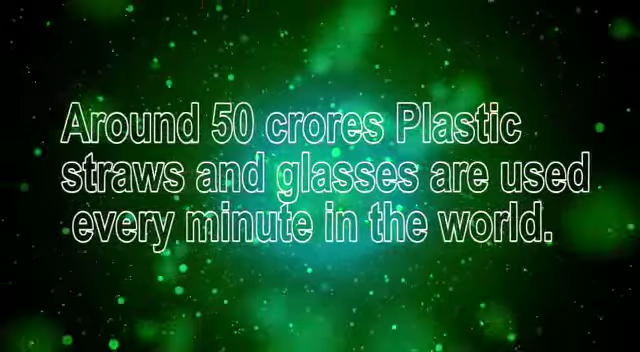 Around 50 crores Plastic
straws and glasses are used
every minute in the world.